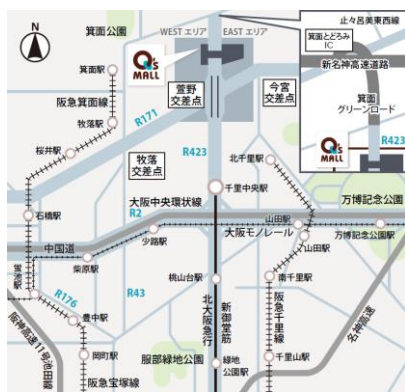 N
箕面公園
WEST エリア
EAST エリア
Q's
MALL
箕面駅
阪急箕面線
牧落駅
桜井駅
R171
萱野
交差点
今宮
交差点
牧落
交差点
R423
止々呂美東西線
箕面とどろみ
IC
新名神高速道路
箕面
グリーンロード
R423
Q's
MALL
北千里駅
千里中央駅
石橋駅
大阪中央環状線
R2
万博記念公園
山田駅
少路駅
大阪モノレール
万博記念公園駅
中国道
柴原駅
山田駅
蛍池駅
R176
R43
桃山台駅
南千里駅
豊中駅
北大阪急行
新御堂筋
阪急千里線
名神高速
阪神高速11号池田線
岡町駅
服部緑地公園
緑地
公園駅
千里山駅
阪急宝塚線